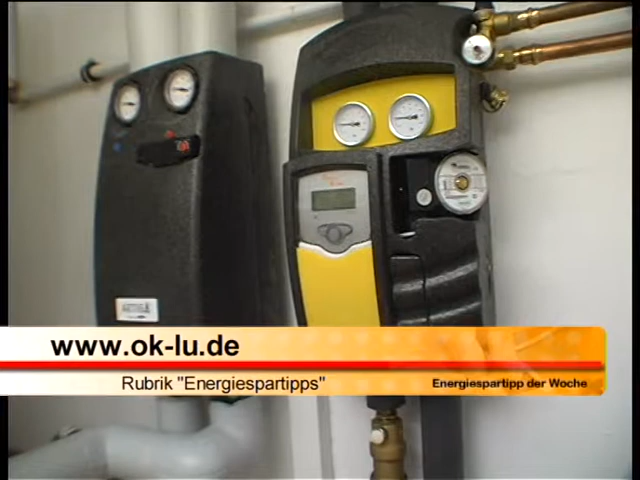 www.ok-lu.de
Rubrik "Energiespartipps"
Energiespartipp der Woche